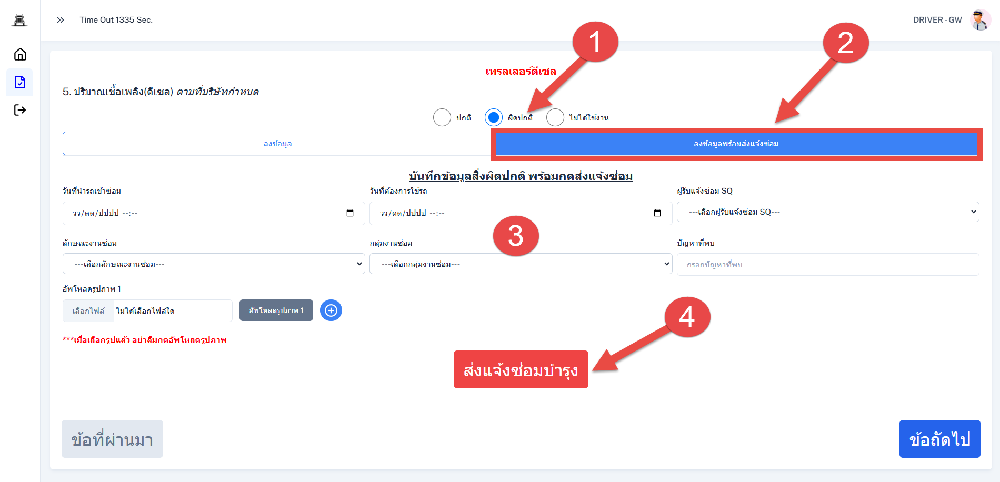 Time Out 1335 Sec.
DRIVER - GW
1
2
เทรลเลอร์ดีเซล
5. ปริมาณเชื้อเพลิง(ดีเซล) ตามที่บริษัทกำหนด
ปกติ ผิดปกติ ไม่ได้ใช้งาน
ลงข้อมูล ลงข้อมูลพร้อมส่งแจ้งซ่อม
บันทึกข้อมูลสิ่งผิดปกติ พร้อมกดส่งแจ้งซ่อม
วันที่นำรถเข้าซ่อม วันที่ต้องการใช้รถ ผู้รับแจ้งซ่อม SQ
วว/ดด/ปปปป --:-- วว/ดด/ปปปป --:-- ---เลือกผู้รับแจ้งซ่อม SQ---
3
ลักษณะงานซ่อม กลุ่มงานซ่อม ปัญหาที่พบ
---เลือกลักษณะงานซ่อม--- ---เลือกกลุ่มงานซ่อม--- กรอกปัญหาที่พบ
อัพโหลดรูปภาพ 1
เลือกไฟล์ ไม่ได้เลือกไฟล์ใด อัพโหลดรูปภาพ 1
4
***เมื่อเลือกรูปแล้ว อย่าลืมกดอัพโหลดรูปภาพ
ส่งแจ้งซ่อมบำรุง
ข้อที่ผ่านมา ข้อถัดไป